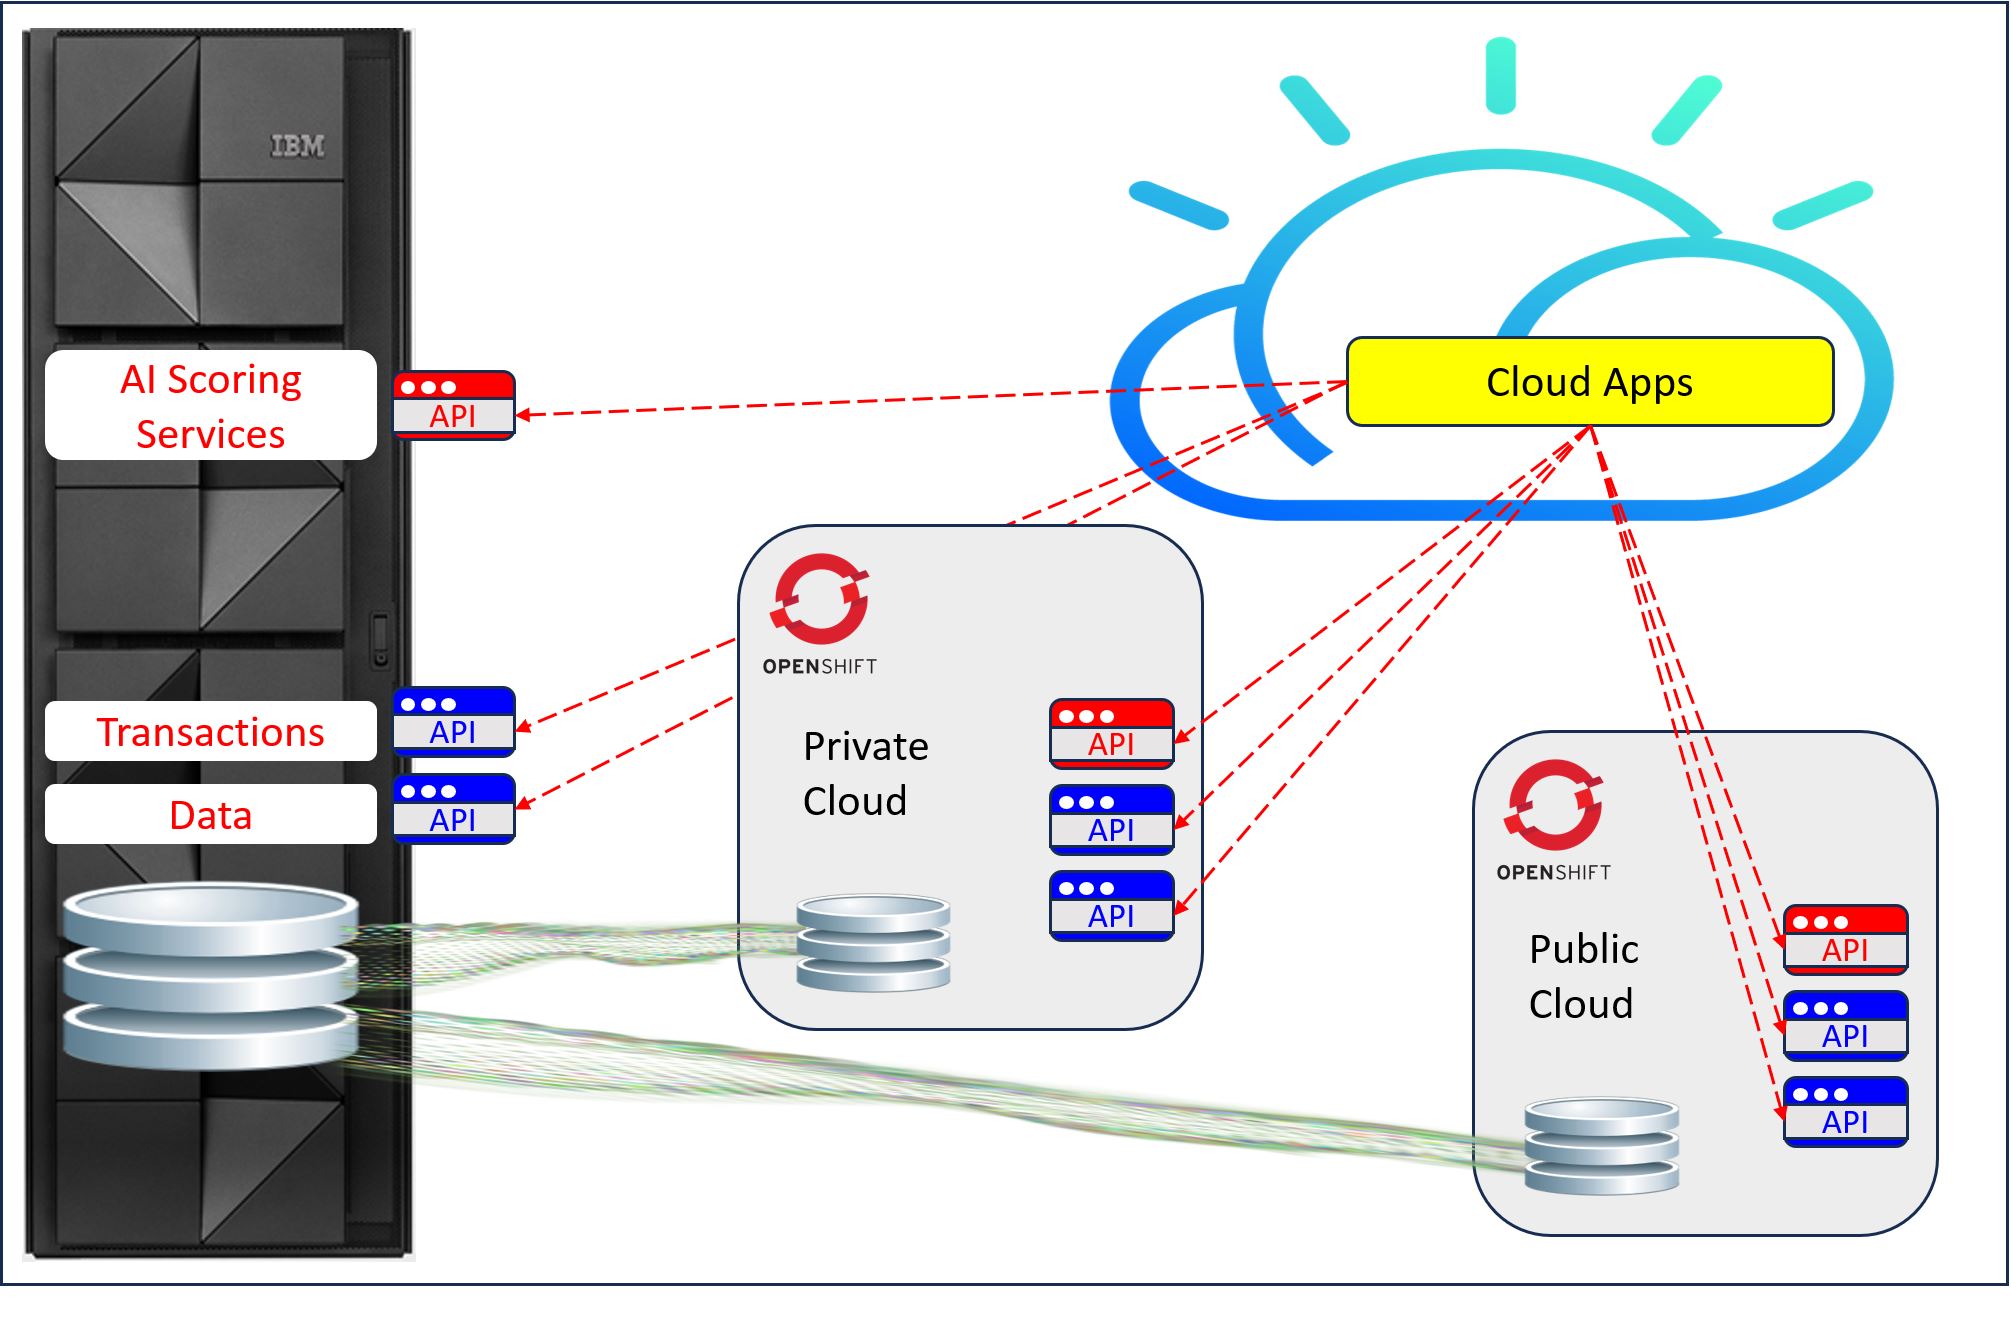 IBM
AI Scoring
Services
API
Cloud Apps
Transactions
API
Data
API
OPENSHIFT
Private
Cloud
API
API
API
OPENSHIFT
Public
Cloud
API
API
API